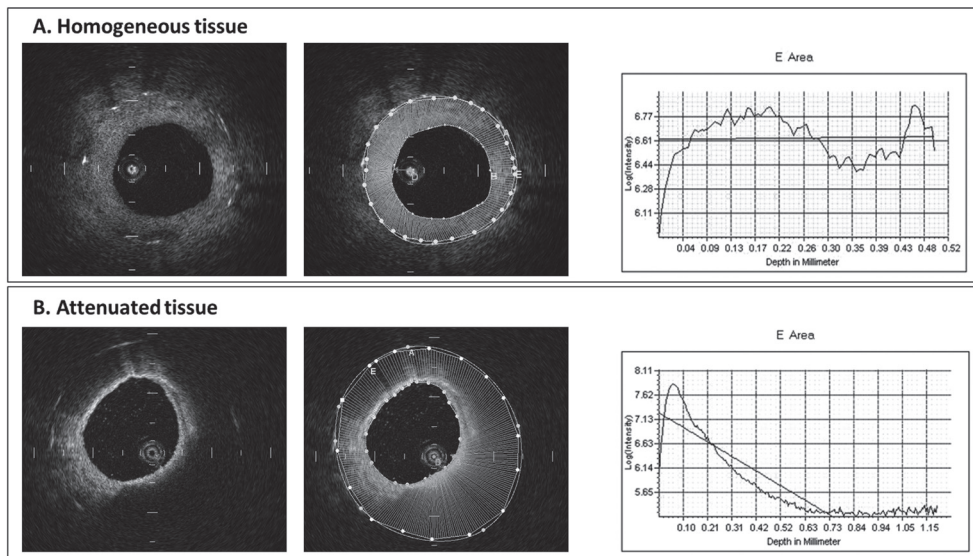 A. Homogeneous tissue
B
E
E Area
Log(Intensity)
6.77
6.61
6.44
6.28
6.11
0.04 0.09 0.13 0.17 0.22 0.26 0.30 0.35 0.39 0.43 0.48 0.52
Depth in Millimeter
B. Attenuated tissue
A
E
E Area
Log(Intensity)
8.11
7.62
7.13
6.63
6.14
5.65
0.10 0.21 0.31 0.42 0.52 0.63 0.73 0.84 0.94 1.05 1.15
Depth in Millimeter